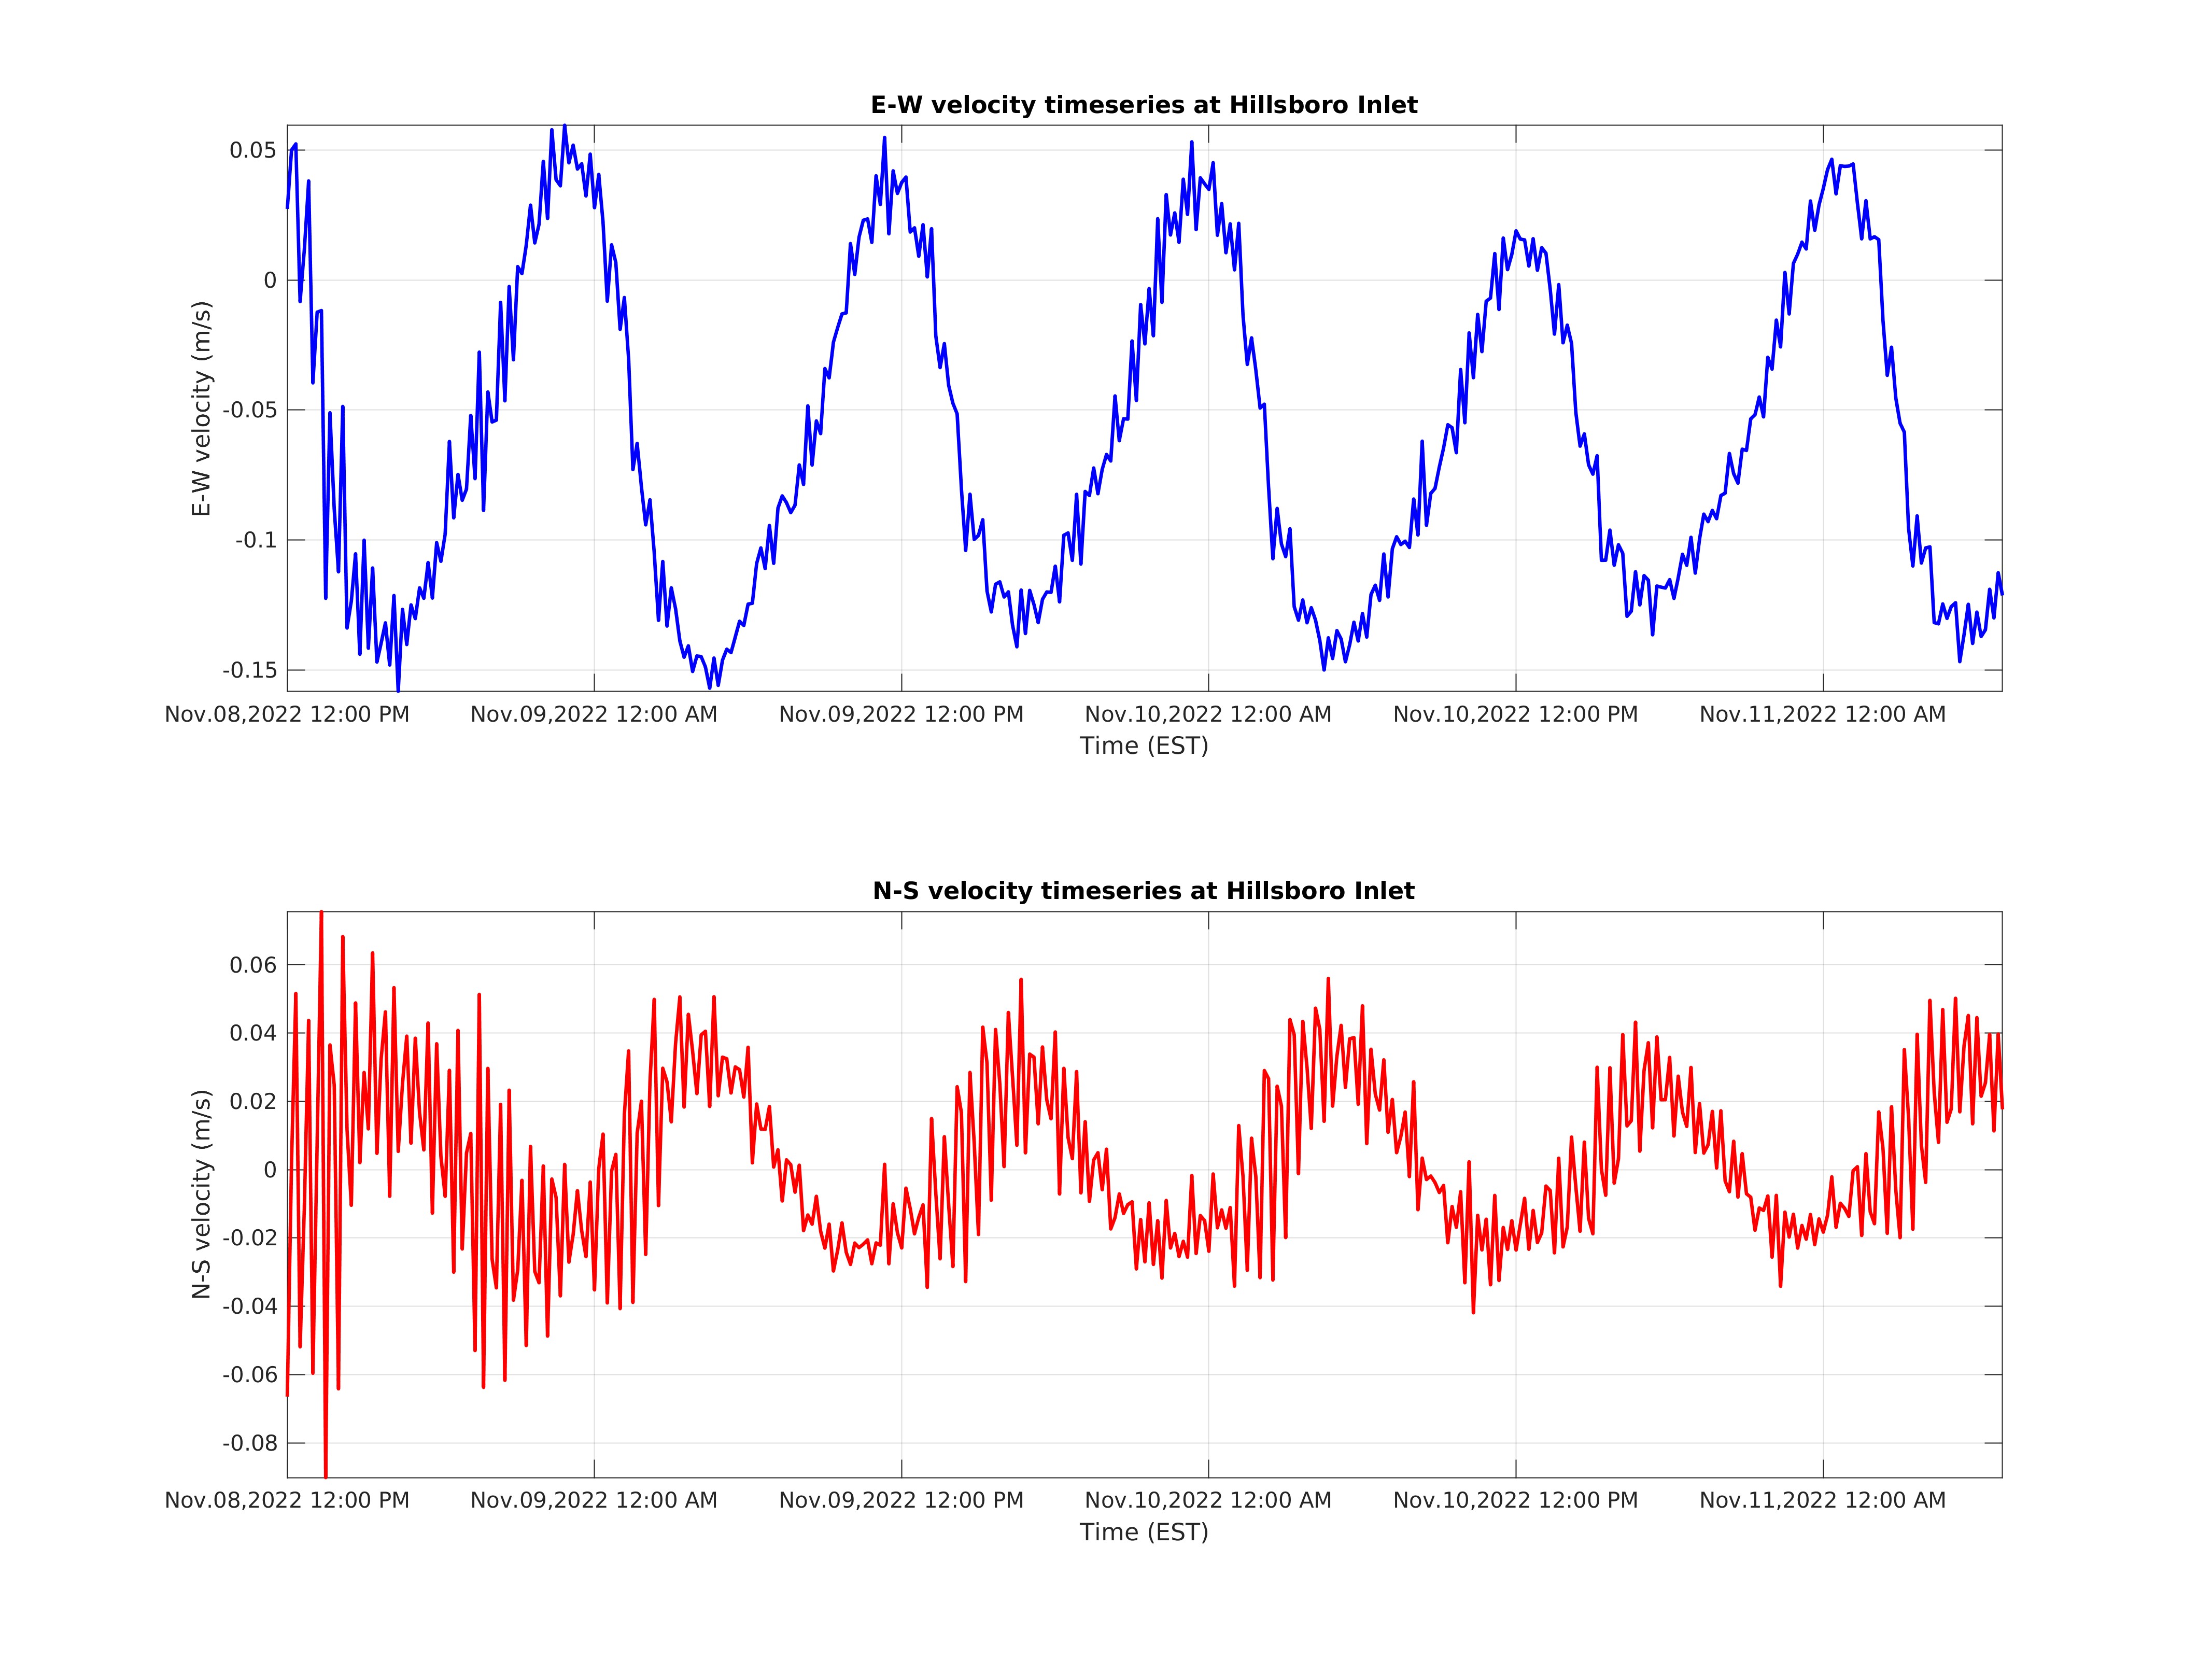 E-W velocity timeseries at Hillsboro Inlet
E-W velocity (m/s)
0.05
0
-0.05
-0.1
-0.15
Nov.08,2022 12:00 PM Nov.09,2022 12:00 AM Nov.09,2022 12:00 PM Nov.10,2022 12:00 AM Nov.10,2022 12:00 PM Nov.11,2022 12:00 AM
Time (EST)
N-S velocity timeseries at Hillsboro Inlet
N-S velocity (m/s)
0.06
0.04
0.02
0
-0.02
-0.04
-0.06
-0.08
Nov.08,2022 12:00 PM Nov.09,2022 12:00 AM Nov.09,2022 12:00 PM Nov.10,2022 12:00 AM Nov.10,2022 12:00 PM Nov.11,2022 12:00 AM
Time (EST)